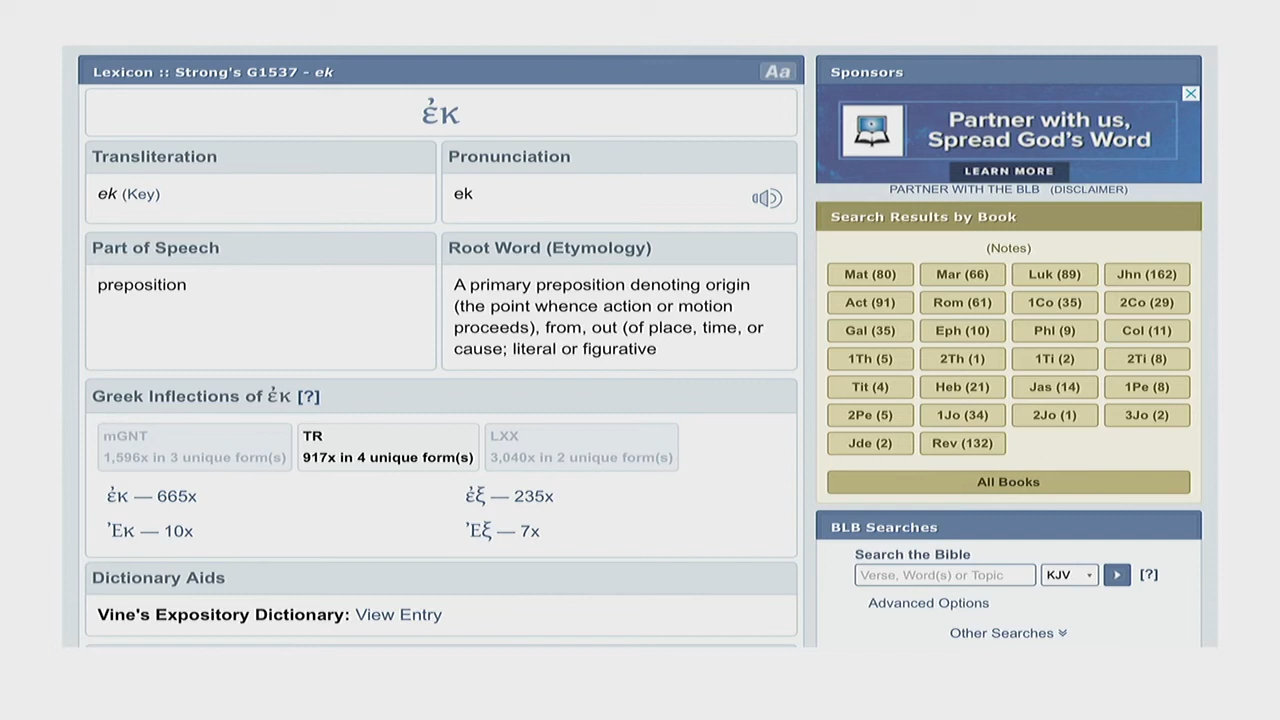 Lexicon :: Strong's G1537 - ek
Aa
ἐκ
Transliteration
ek (Key)
Pronunciation
ek
Part of Speech
preposition
Root Word (Etymology)
A primary preposition denoting origin
(the point whence action or motion
proceeds), from, out (of place, time, or
cause; literal or figurative
Greek Inflections of ἐκ [?]
mGNT
1,596x in 3 unique form(s)
TR
917x in 4 unique form(s)
LXX
3,040x in 2 unique form(s)
ἐκ — 665x
ἐξ — 235x
Ἐκ — 10x
Ἐξ — 7x
Dictionary Aids
Vine's Expository Dictionary: View Entry
Sponsors
Partner with us,
Spread God's Word
LEARN MORE
PARTNER WITH THE BLB (DISCLAIMER)
Search Results by Book
(Notes)
Mat (80) Mar (66) Luk (89) Jhn (162)
Act (91) Rom (61) 1Co (35) 2Co (29)
Gal (35) Eph (10) Phl (9) Col (11)
1Th (5) 2Th (1) 1Ti (2) 2Ti (8)
Tit (4) Heb (21) Jas (14) 1Pe (8)
2Pe (5) 1Jo (34) 2Jo (1) 3Jo (2)
Jde (2) Rev (132)
All Books
BLB Searches
Search the Bible
Verse, Word(s) or Topic KJV [?]
Advanced Options
Other Searches